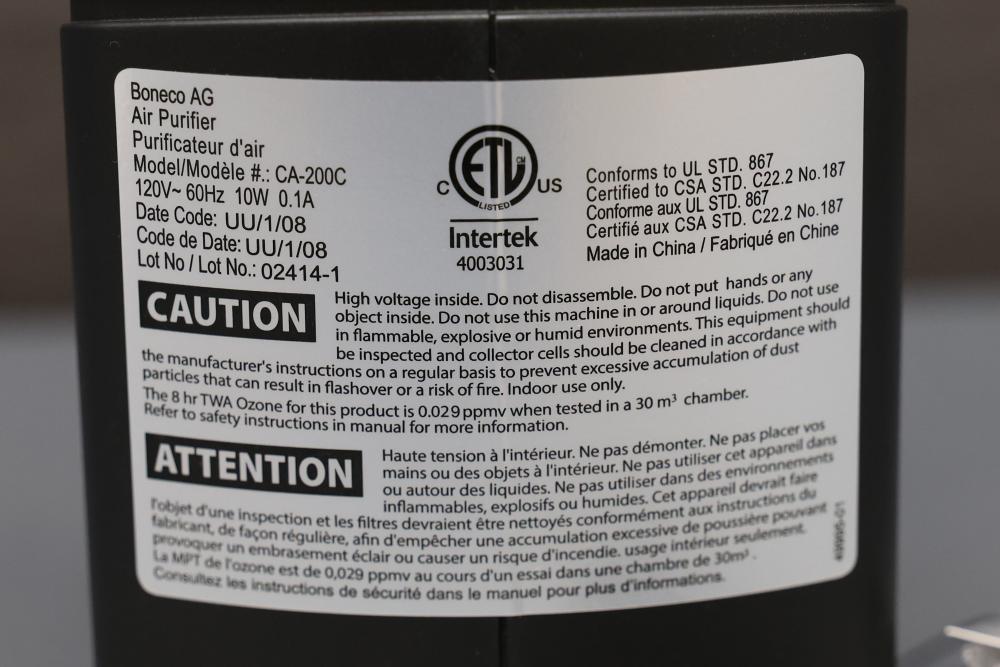 Boneco AG
Air Purifier
Purificateur d'air
Model/Modèle #.: CA-200C
120V~ 60Hz 10W 0.1A
Date Code: UU/1/08
Code de Date: UU/1/08
Lot No / Lot No.: 02414-1
ETL CM
C US
LISTED
Intertek
4003031
Conforms to UL STD. 867
Certified to CSA STD. C22.2 No.187
Conforme aux UL STD. 867
Certifié aux CSA STD. C22.2 No.187
Made in China / Fabriqué en Chine
CAUTION
High voltage inside. Do not disassemble. Do not put hands or any
object inside. Do not use this machine in or around liquids. Do not use
in flammable, explosive or humid environments. This equipment should
be inspected and collector cells should be cleaned in accordance with
the manufacturer's instructions on a regular basis to prevent excessive accumulation of dust
particles that can result in flashover or a risk of fire. Indoor use only.
The 8 hr TWA Ozone for this product is 0.029 ppmv when tested in a 30 m³ chamber.
Refer to safety instructions in manual for more information.
ATTENTION
Haute tension à l'intérieur. Ne pas démonter. Ne pas placer vos
mains ou des objets à l'intérieur. Ne pas utiliser cet appareil dans
ou autour des liquides. Ne pas utiliser dans des environnements
inflammables, explosifs ou humides. Cet appareil devrait faire
l'objet d'une inspection et les filtres devraient être nettoyés conformément aux instructions du
fabricant, de façon régulière, afin d'empêcher une accumulation excessive de poussière pouvant
provoquer un embrasement éclair ou causer un risque d'incendie. usage intérieur seulement.
La MPT de l'ozone est de 0,029 ppmv au cours d'un essai dans une chambre de 30m³ .
Consultez les instructions de sécurité dans le manuel pour plus d'informations.